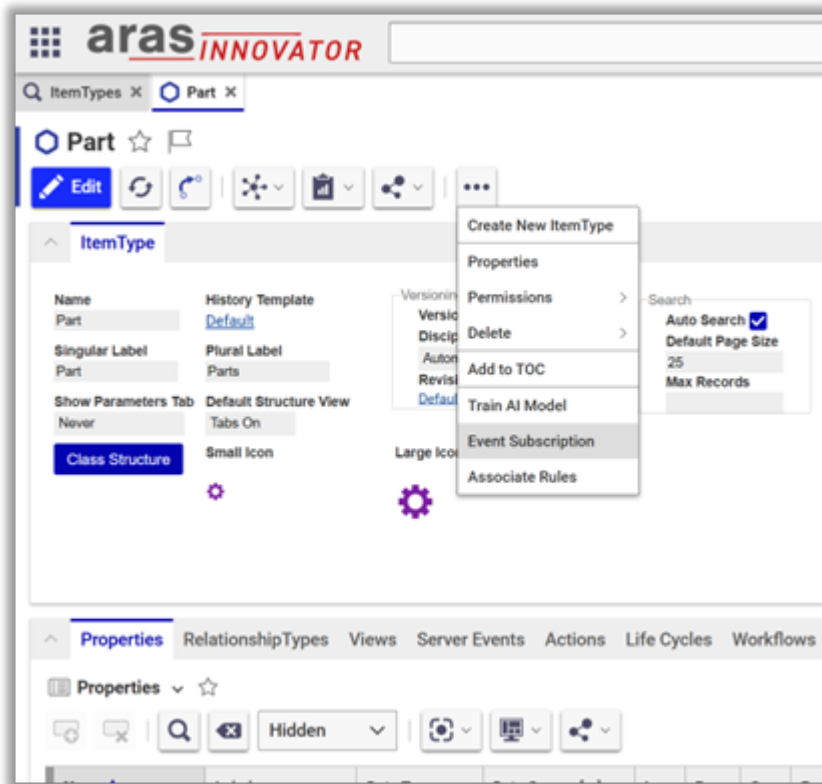 aras INNOVATOR
ItemTypes × Part ×
Part
Edit
Create New ItemType
Properties
Permissions
Delete
Add to TOC
Train AI Model
Event Subscription
Associate Rules
ItemType
Name
Part
History Template
Default
Singular Label
Part
Plural Label
Parts
Show Parameters Tab
Never
Default Structure View
Tabs On
Class Structure
Small Icon
Search
Auto Search
Default Page Size
25
Max Records
Properties RelationshipTypes Views Server Events Actions Life Cycles Workflows
Properties
Hidden